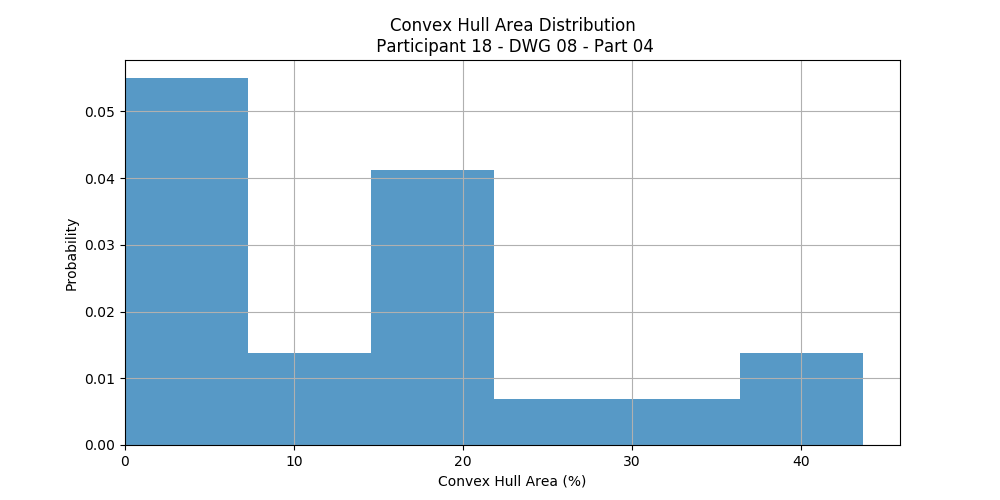 Convex Hull Area Distribution
Participant 18 - DWG 08 - Part 04
0.05
0.04
0.03
0.02
0.01
0.00
Probability
0 10 20 30 40
Convex Hull Area (%)